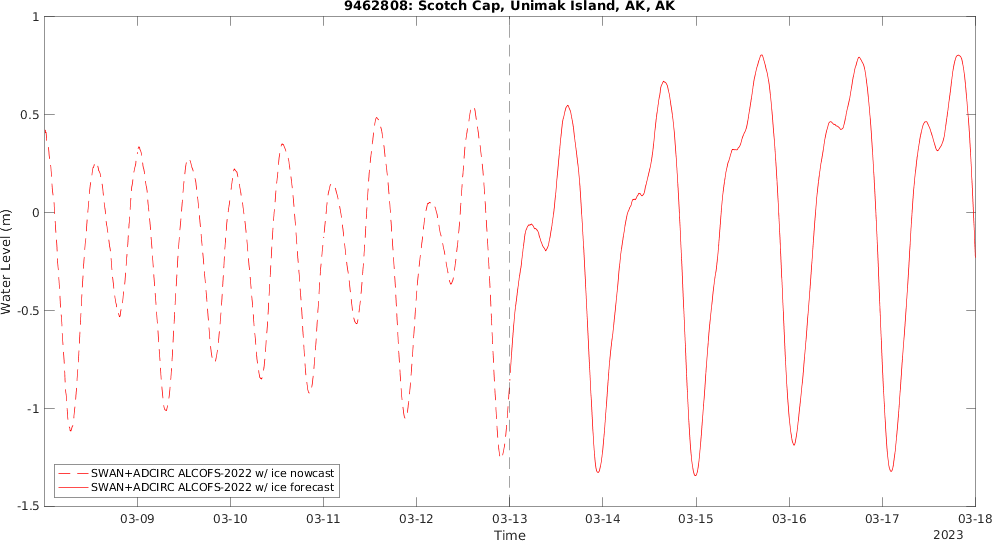 9462808: Scotch Cap, Unimak Island, AK, AK
Water Level (m)
1
0.5
0
-0.5
-1
-1.5
SWAN+ADCIRC ALCOFS-2022 w/ ice nowcast
SWAN+ADCIRC ALCOFS-2022 w/ ice forecast
03-09 03-10 03-11 03-12 03-13 03-14 03-15 03-16 03-17 03-18
Time
2023